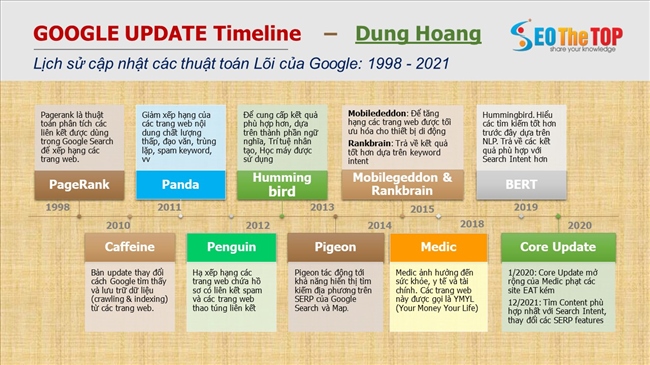 GOOGLE UPDATE Timeline – Dung Hoang
SEO The TOP
share your knowledge
Lịch sử cập nhật các thuật toán Lõi của Google: 1998 - 2021
Pagerank là thuật
toán phân tích các
liên kết được dùng
trong Google Search
để xếp hạng các
trang web.
PageRank
Giảm xếp hạng của
các trang web nội
dung chất lượng
thấp, đạo văn, trùng
lặp, spam keyword,
vv
Panda
Để cung cấp kết quả
phù hợp hơn, dựa
trên thành phần ngữ
nghĩa, Trí tuệ nhân
tạo, Học máy được
sử dụng
Humming
bird
Mobilededdon: Để tăng
hạng các trang web được tối
ưu hóa cho thiết bị di động
Rankbrain: Trả về kết quả
tốt hơn dựa trên keyword
intent
Mobilegeddon &
Rankbrain
Hummingbird. Hiểu
các tìm kiếm tốt hơn
trước đây dựa trên
NLP. Trả về các kết
quả phù hợp với
Search Intent hơn
BERT
1998
2010
2011
2012
2013
2014
2015
2018
2019
2020
Caffeine
Bản update thay đổi
cách Google tìm thấy
và lưu trữ dữ liệu
(crawling & indexing)
từ các trang web.
Penguin
Hạ xếp hạng các
trang web chứa hồ
sơ có liên kết spam
và các trang web
thao túng liên kết
Pigeon
Pigeon tác động tới
khả năng hiển thị tìm
kiếm địa phương trên
SERP của Google
Search và Map.
Medic
Medic ảnh hưởng đến
sức khỏe, y tế và tài
chính. Các trang web
này được gọi là YMYL
(Your Money Your Life)
Core Update
1/2020: Core Update mở
rộng của Medic phạt các
site EAT kém
12/2021: Tìm Content phù
hợp nhất với Search Intent,
thay đổi các SERP features